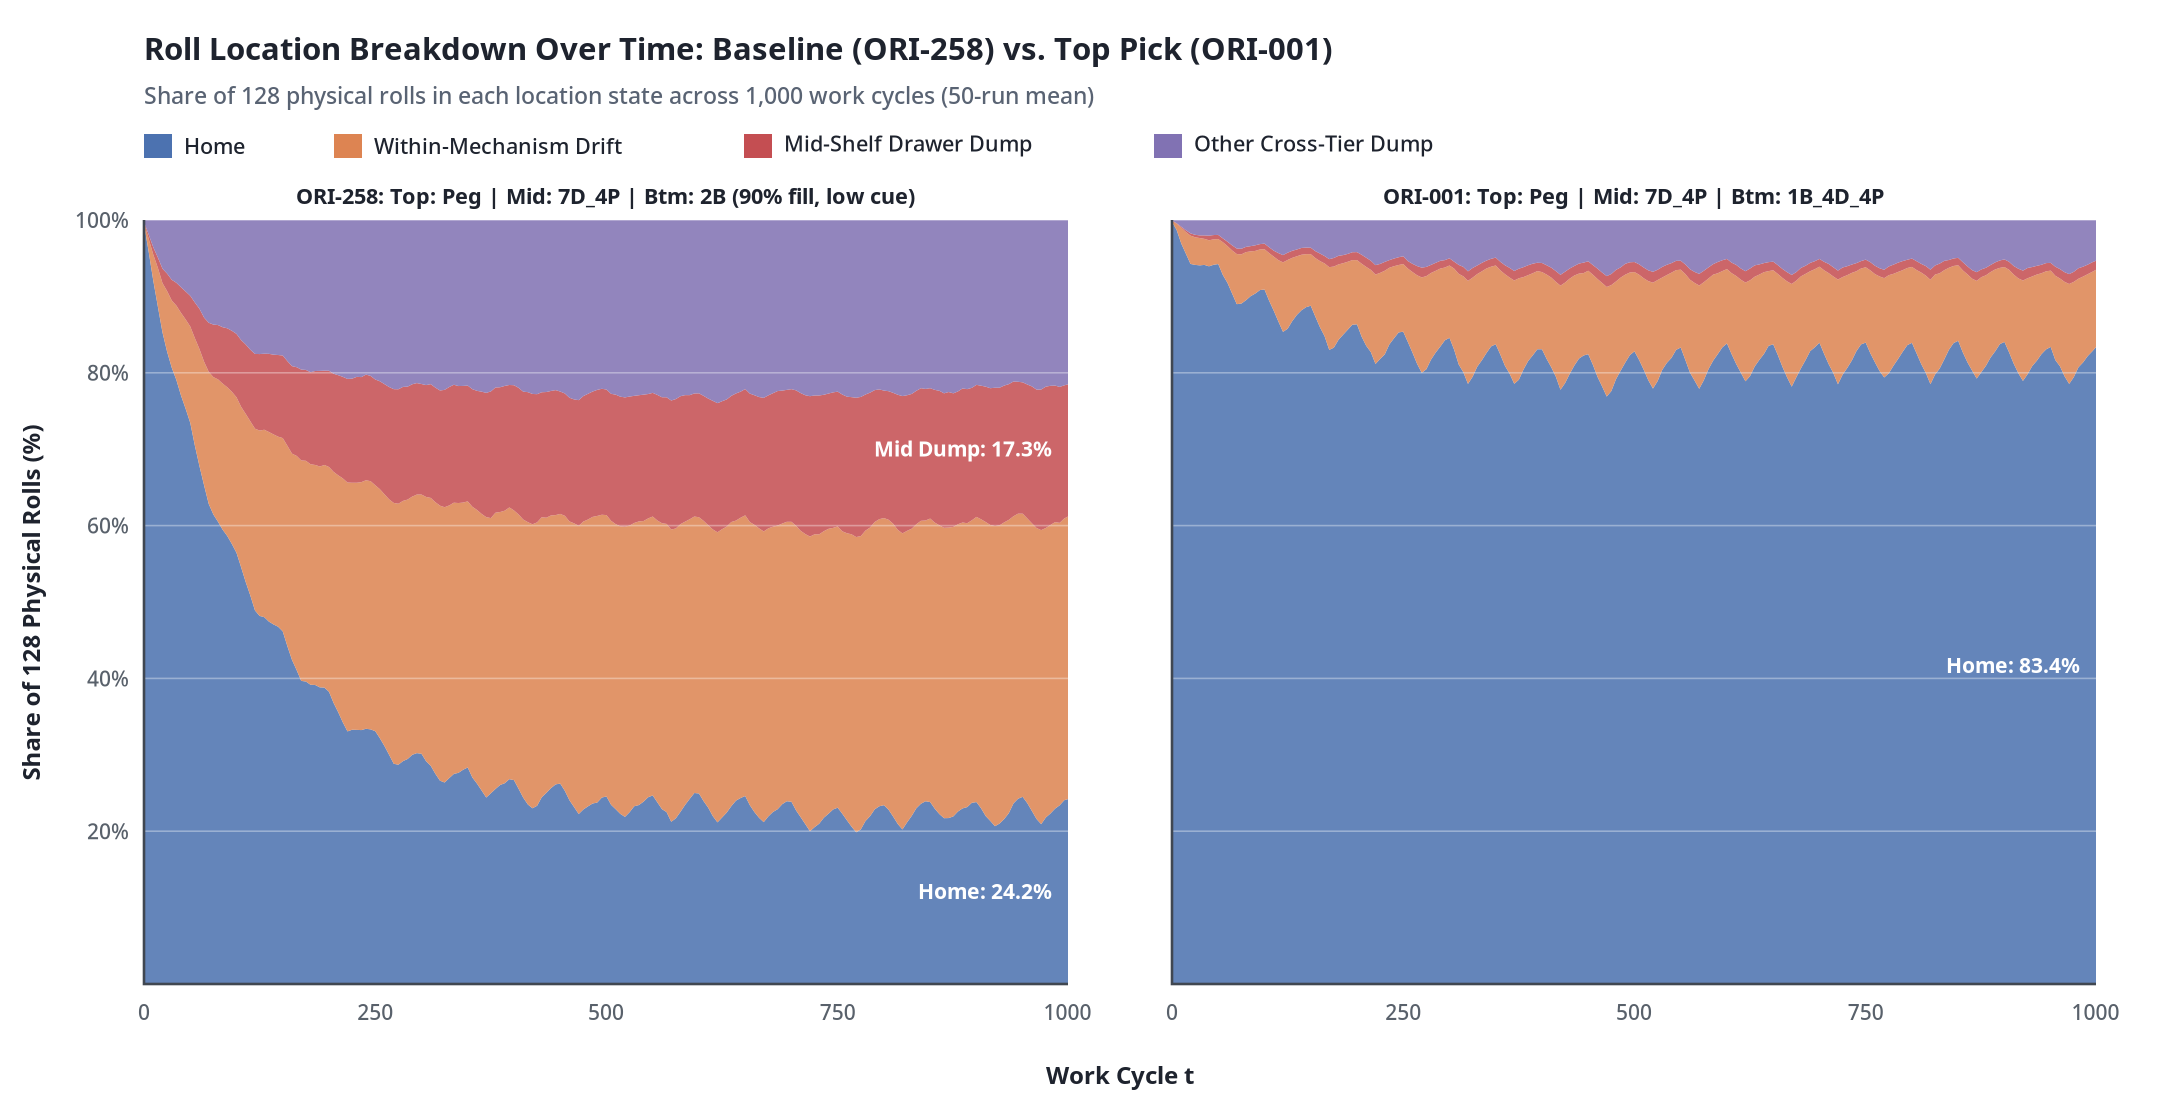 Roll Location Breakdown Over Time: Baseline (ORI-258) vs. Top Pick (ORI-001)
Share of 128 physical rolls in each location state across 1,000 work cycles (50-run mean)
Home
Within-Mechanism Drift
Mid-Shelf Drawer Dump
Other Cross-Tier Dump
ORI-258: Top: Peg | Mid: 7D_4P | Btm: 2B (90% fill, low cue)
ORI-001: Top: Peg | Mid: 7D_4P | Btm: 1B_4D_4P
Share of 128 Physical Rolls (%)
100%
80%
60%
40%
20%
Mid Dump: 17.3%
Home: 24.2%
Home: 83.4%
0
250
500
750
1000
0
250
500
750
1000
Work Cycle t